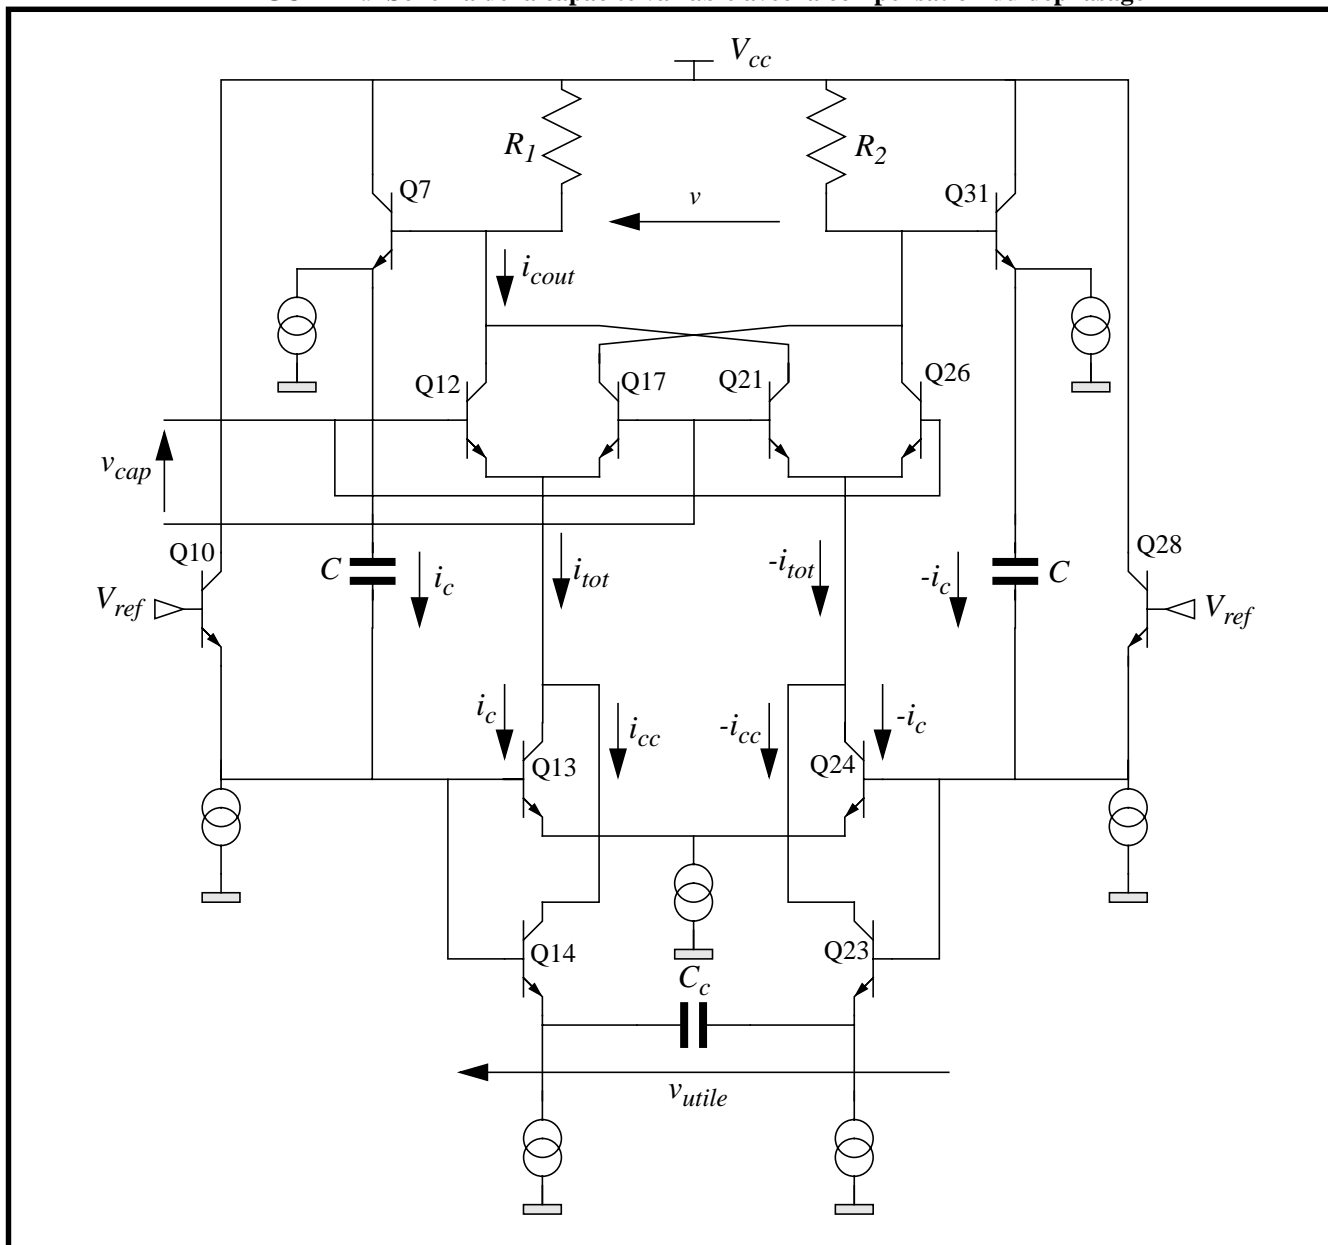 V_cc
R_1
R_2
Q7
v
Q31
i_cout
Q12
Q17
Q21
Q26
v_cap
Q10
C
i_c
i_tot
-i_tot
-i_c
C
Q28
V_ref
V_ref
i_c
i_cc
-i_cc
-i_c
Q13
Q24
Q14
Q23
C_c
v_utile